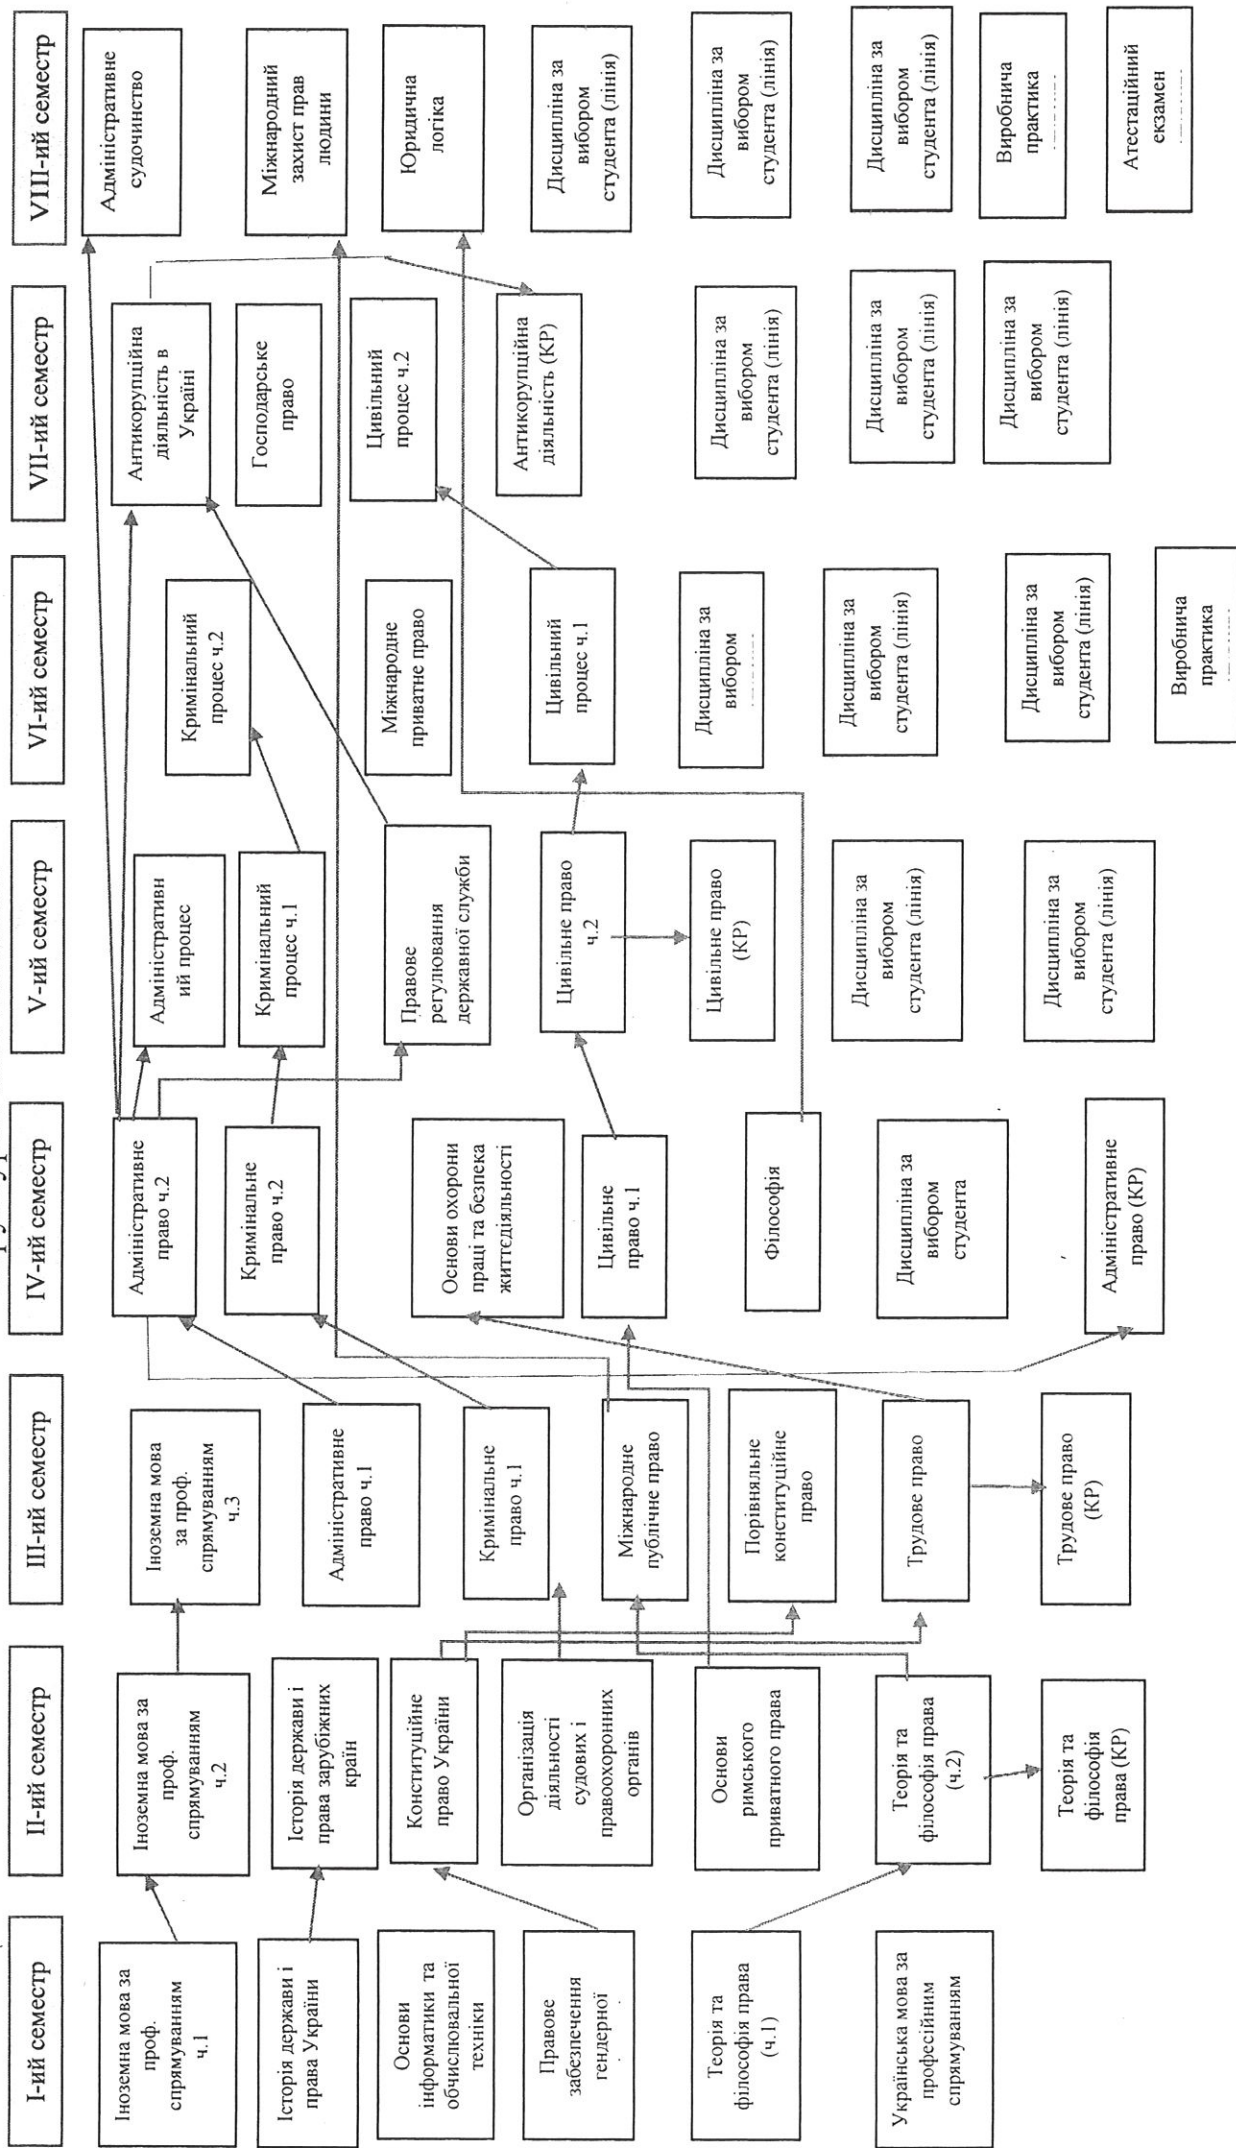 I-ий семестр
Іноземна мова за
проф.
спрямуванням
ч.1
Історія держави і
права України
Основи
інформатики та
обчислювальної
техніки
Правове
забезпечення
гендерної
Теорія та
філософія права
(ч.1)
Українська мова за
професійним
спрямуванням
II-ий семестр
Іноземна мова за
проф.
спрямуванням
ч.2
Історія держави і
права зарубіжних
країн
Конституційне
право України
Організація
діяльності
судових і
правоохоронних
органів
Основи
римського
приватного права
Теорія та
філософія права
(ч.2)
Теорія та
філософія
права (КР)
III-ий семестр
Іноземна мова
за проф.
спрямуванням
ч.3
Адміністративне
право ч.1
Кримінальне
право ч.1
Міжнародне
публічне право
Порівняльне
конституційне
право
Трудове право
Трудове право
(КР)
IV-ий семестр
Адміністративне
право ч.2
Кримінальне
право ч.2
Основи охорони
праці та безпека
життєдіяльності
Цивільне
право ч.1
Філософія
Дисципліна за
вибором
студента
Адміністративне
право (КР)
V-ий семестр
Адміністративн
ий процес
Кримінальний
процес ч.1
Правове
регулювання
державної служби
Цивільне право
ч.2
Цивільне право
(КР)
Дисципліна за
вибором
студента (лінія)
Дисципліна за
вибором
студента (лінія)
VI-ий семестр
Кримінальний
процес ч.2
Міжнародне
приватне право
Цивільний
процес ч.1
Дисципліна за
вибором
Дисципліна за
вибором
студента (лінія)
Дисципліна за
вибором
студента (лінія)
Виробнича
практика
VII-ий семестр
Антикорупційна
діяльність в
Україні
Господарське
право
Цивільний
процес ч.2
Антикорупційна
діяльність (КР)
Дисципліна за
вибором
студента (лінія)
Дисципліна за
вибором
студента (лінія)
Дисципліна за
вибором
студента (лінія)
VIII-ий семестр
Адміністративне
судочинство
Міжнародний
захист прав
людини
Юридична
логіка
Дисципліна за
вибором
студента (лінія)
Дисципліна за
вибором
студента (лінія)
Дисципліна за
вибором
студента (лінія)
Виробнича
практика
Атестаційний
екзамен